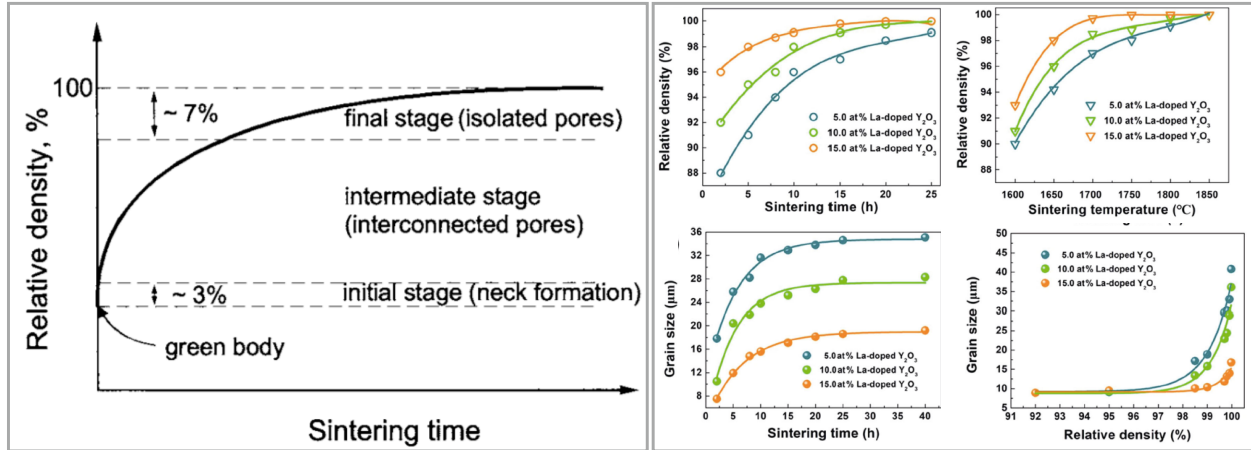 Relative density, %
100
~ 7%
final stage (isolated pores)
intermediate stage
(interconnected pores)
~ 3%
initial stage (neck formation)
green body
Sintering time
Relative density (%)
100
98
96
94
92
90
88
5.0 at% La-doped Y₂O₃
10.0 at% La-doped Y₂O₃
15.0 at% La-doped Y₂O₃
0 5 10 15 20 25
Sintering time (h)
Relative density (%)
100
98
96
94
92
90
88
5.0 at% La-doped Y₂O₃
10.0 at% La-doped Y₂O₃
15.0 at% La-doped Y₂O₃
1600 1650 1700 1750 1800 1850
Sintering temperature (°C)
Grain size (μm)
36
32
28
24
20
16
12
8
5.0at% La-doped Y₂O₃
10.0at% La-doped Y₂O₃
15.0at% La-doped Y₂O₃
0 5 10 15 20 25 30 35 40
Sintering time (h)
Grain size (μm)
50
45
40
35
30
25
20
15
10
5
5.0 at% La-doped Y₂O₃
10.0 at% La-doped Y₂O₃
15.0 at% La-doped Y₂O₃
91 92 93 94 95 96 97 98 99 100
Relative density (%)